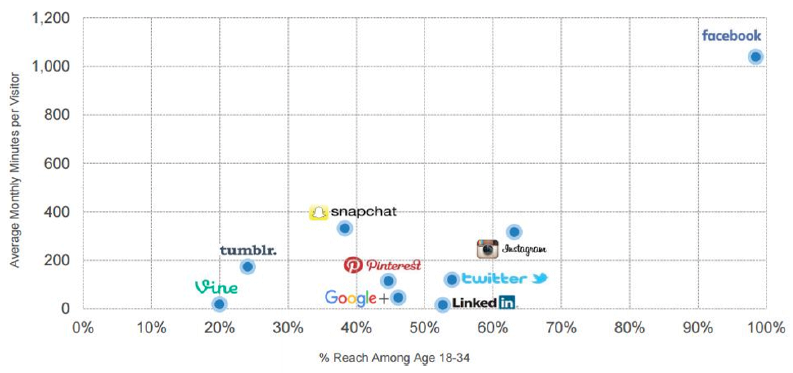 1,200
facebook
1,000
800
600
400
snapchat
Instagram
tumblr.
200
Pinterest
twitter
Vine
Google+
Linked in
0
0% 10% 20% 30% 40% 50% 60% 70% 80% 90% 100%
Average Monthly Minutes per Visitor
% Reach Among Age 18-34